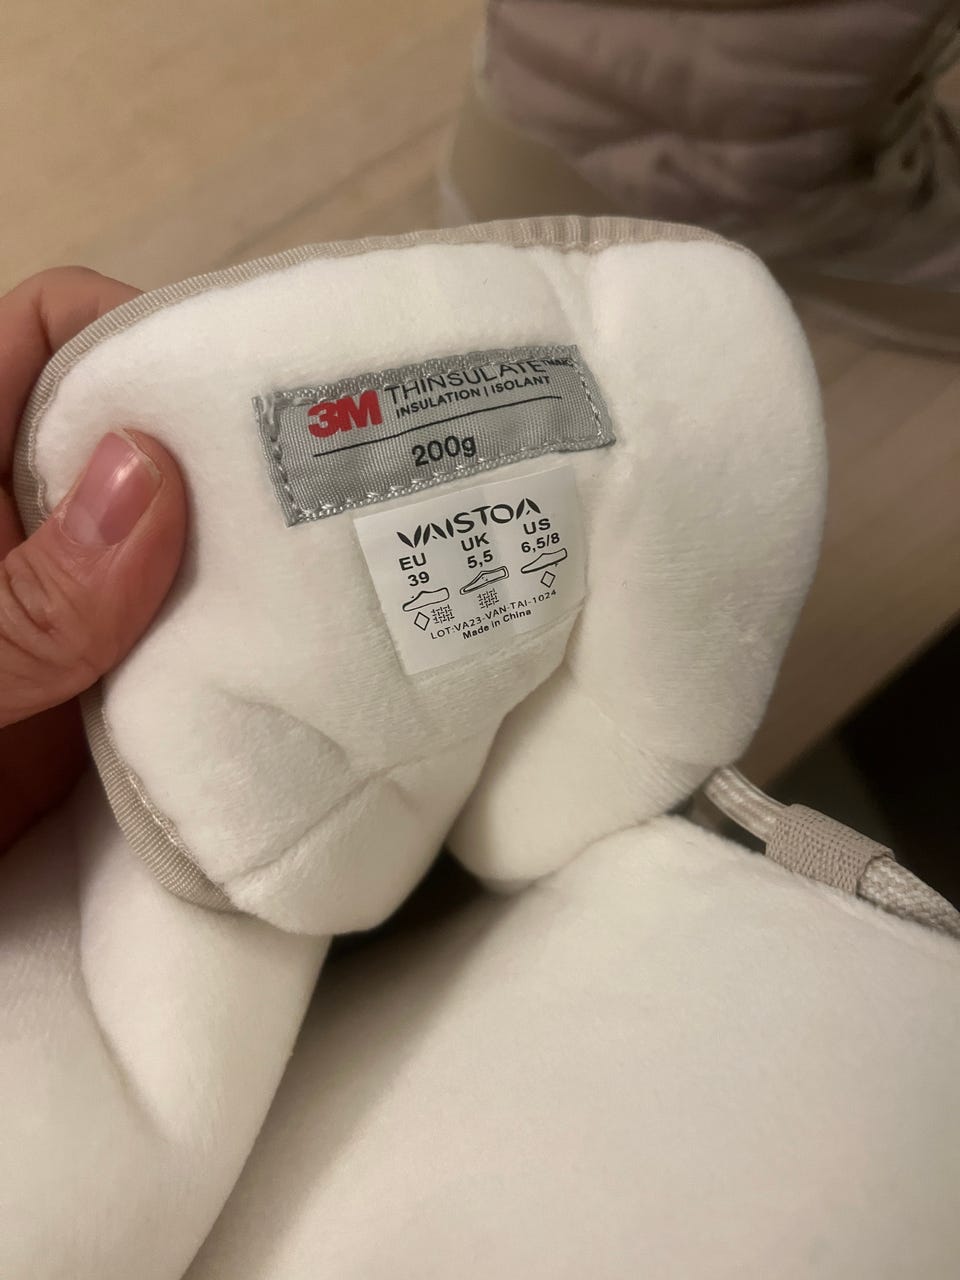 3M THINSULATE™
INSULATION | ISOLANT
200g
VAISTOA
EU UK US
39 5,5 6,5/8
LOT:VA23-VAN-TAI-1024
Made in China